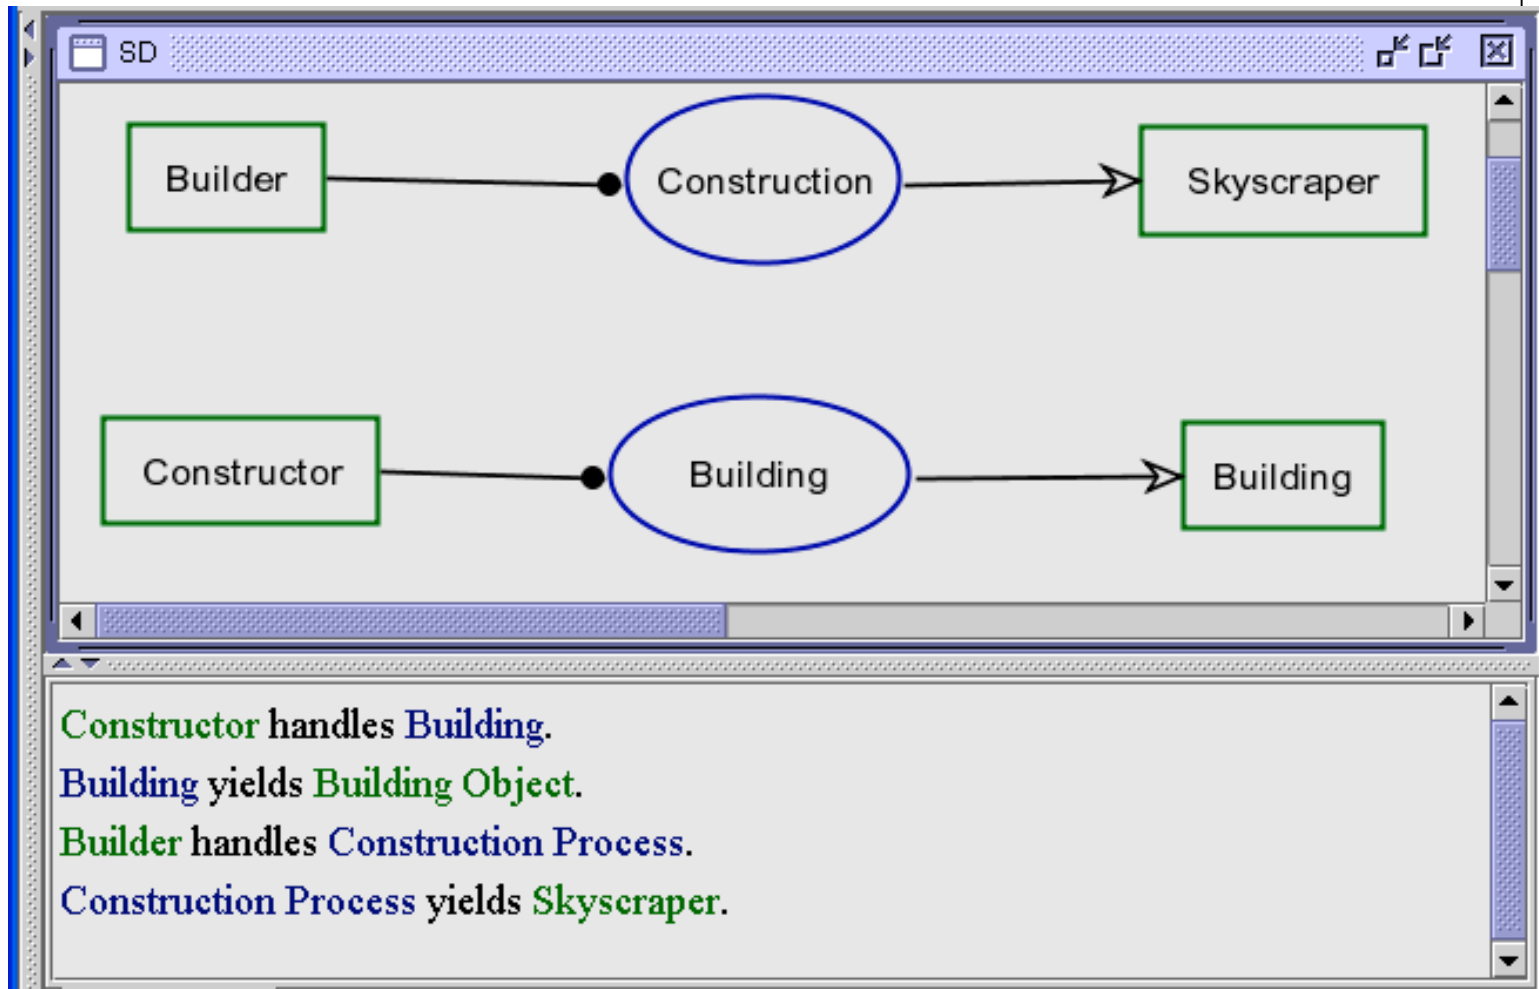 SD
Builder
Construction
Skyscraper
Constructor
Building
Building
Constructor handles Building.
Building yields Building Object.
Builder handles Construction Process.
Construction Process yields Skyscraper.